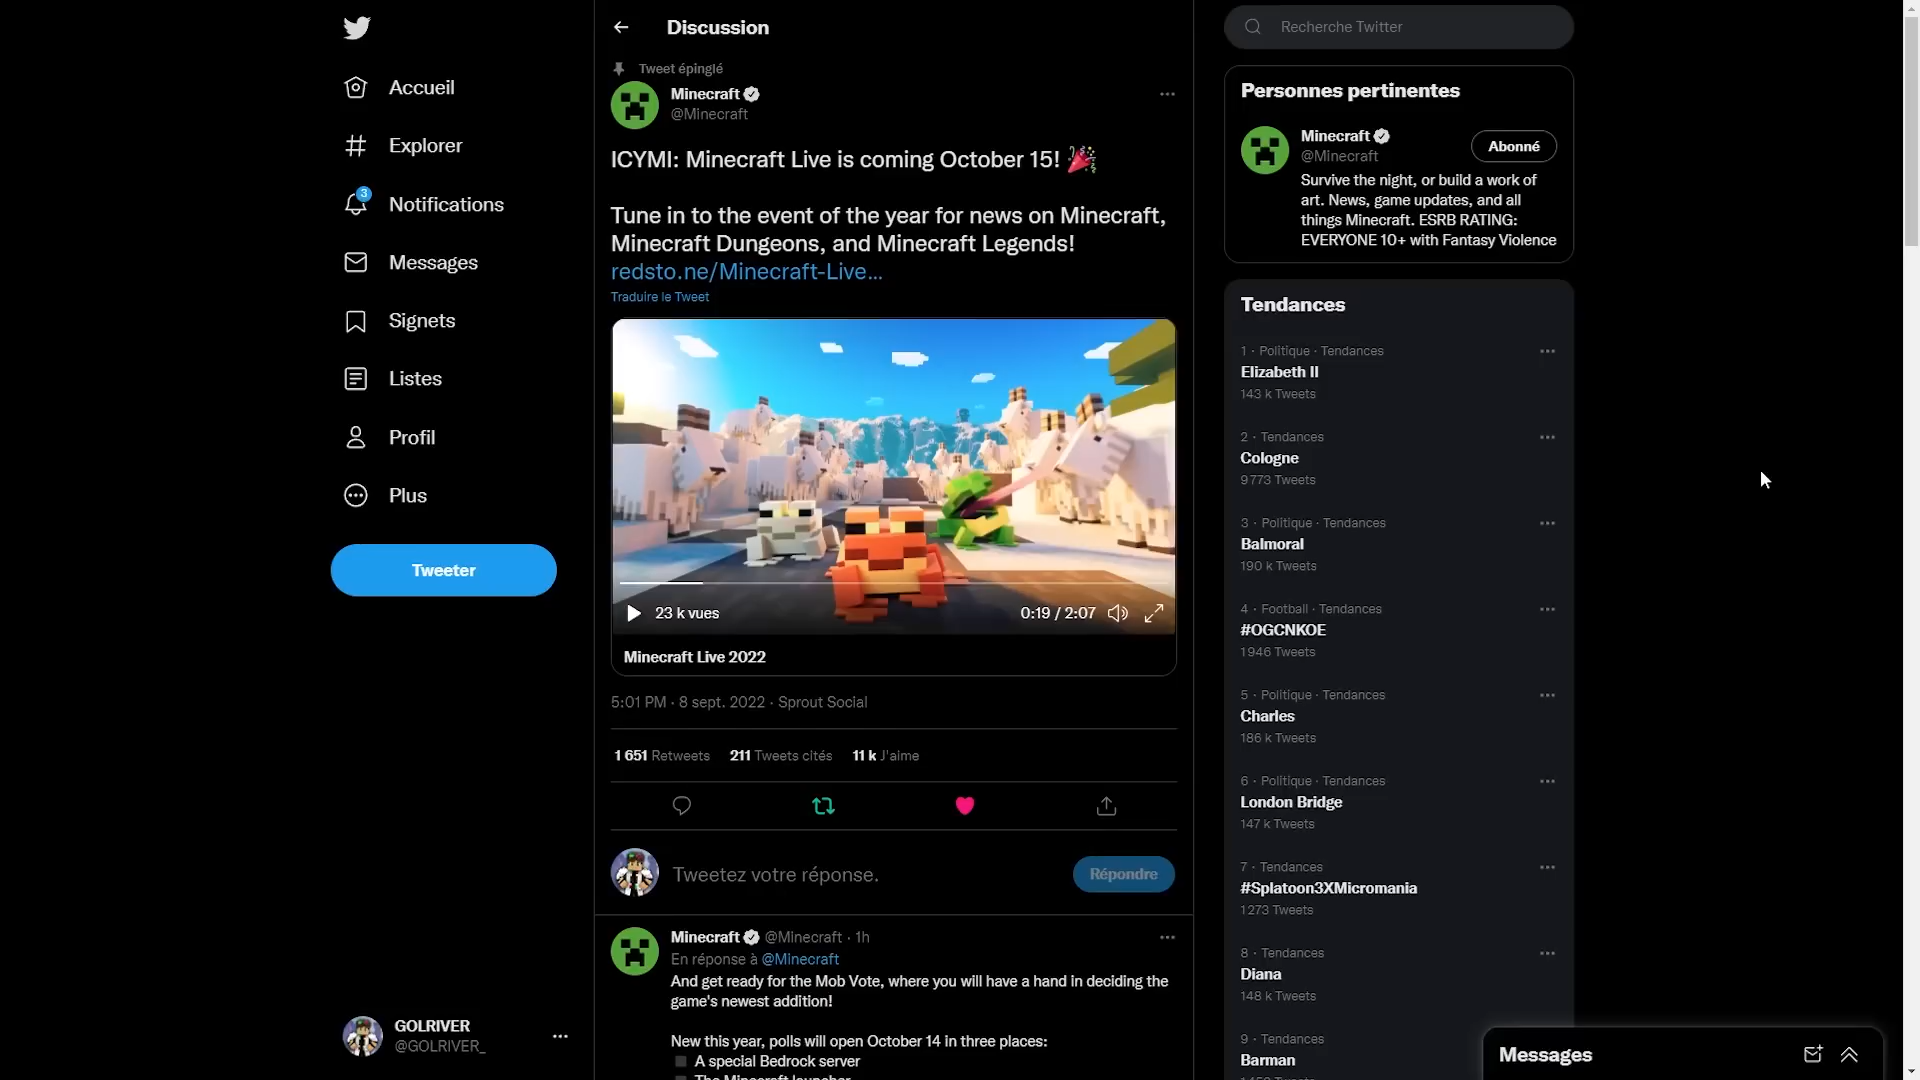 Accueil
Explorer
3
Notifications
Messages
Signets
Listes
Profil
Plus
Tweeter
GOLRIVER
@GOLRIVER_
Discussion
Tweet épinglé
Minecraft
@Minecraft
ICYMI: Minecraft Live is coming October 15! 🎉
Tune in to the event of the year for news on Minecraft,
Minecraft Dungeons, and Minecraft Legends!
redsto.ne/Minecraft-Live…
Traduire le Tweet
23 k vues
0:19 / 2:07
Minecraft Live 2022
5:01 PM · 8 sept. 2022 · Sprout Social
1 651 Retweets 211 Tweets cités 11 k J'aime
Tweetez votre réponse.
Répondre
Minecraft @Minecraft · 1h
En réponse à @Minecraft
And get ready for the Mob Vote, where you will have a hand in deciding the
game's newest addition!
New this year, polls will open October 14 in three places:
A special Bedrock server
The Minecraft launcher
Recherche Twitter
Personnes pertinentes
Minecraft
@Minecraft
Abonné
Survive the night, or build a work of
art. News, game updates, and all
things Minecraft. ESRB RATING:
EVERYONE 10+ with Fantasy Violence
Tendances
1 · Politique · Tendances
Elizabeth II
143 k Tweets
2 · Tendances
Cologne
9 773 Tweets
3 · Politique · Tendances
Balmoral
190 k Tweets
4 · Football · Tendances
#OGCNKOE
1 946 Tweets
5 · Politique · Tendances
Charles
186 k Tweets
6 · Politique · Tendances
London Bridge
147 k Tweets
7 · Tendances
#Splatoon3XMicromania
1 273 Tweets
8 · Tendances
Diana
148 k Tweets
9 · Tendances
Barman
Messages